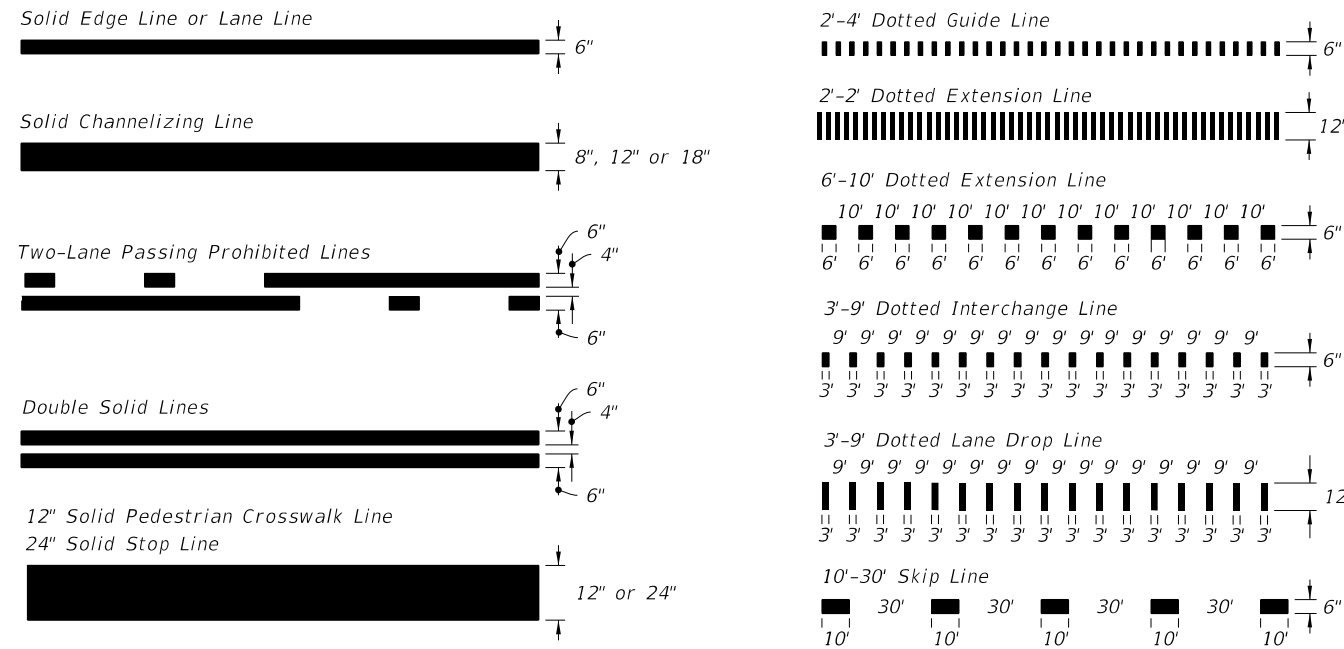 Solid Edge Line or Lane Line
6"
Solid Channelizing Line
8", 12" or 18"
Two-Lane Passing Prohibited Lines
6"
4"
6"
Double Solid Lines
6"
4"
6"
12" Solid Pedestrian Crosswalk Line
24" Solid Stop Line
12" or 24"
2'-4' Dotted Guide Line
6"
2'-2' Dotted Extension Line
12'
6'-10' Dotted Extension Line
10' 10' 10' 10' 10' 10' 10' 10' 10' 10' 10' 10'
6"
6' 6' 6' 6' 6' 6' 6' 6' 6' 6' 6' 6' 6'
3'-9' Dotted Interchange Line
9' 9' 9' 9' 9' 9' 9' 9' 9' 9' 9' 9' 9' 9' 9' 9'
6"
3' 3' 3' 3' 3' 3' 3' 3' 3' 3' 3' 3' 3' 3' 3' 3' 3'
3'-9' Dotted Lane Drop Line
9' 9' 9' 9' 9' 9' 9' 9' 9' 9' 9' 9' 9' 9' 9' 9'
12
3' 3' 3' 3' 3' 3' 3' 3' 3' 3' 3' 3' 3' 3' 3' 3' 3'
10'-30' Skip Line
30' 30' 30' 30'
6"
10' 10' 10' 10' 10'